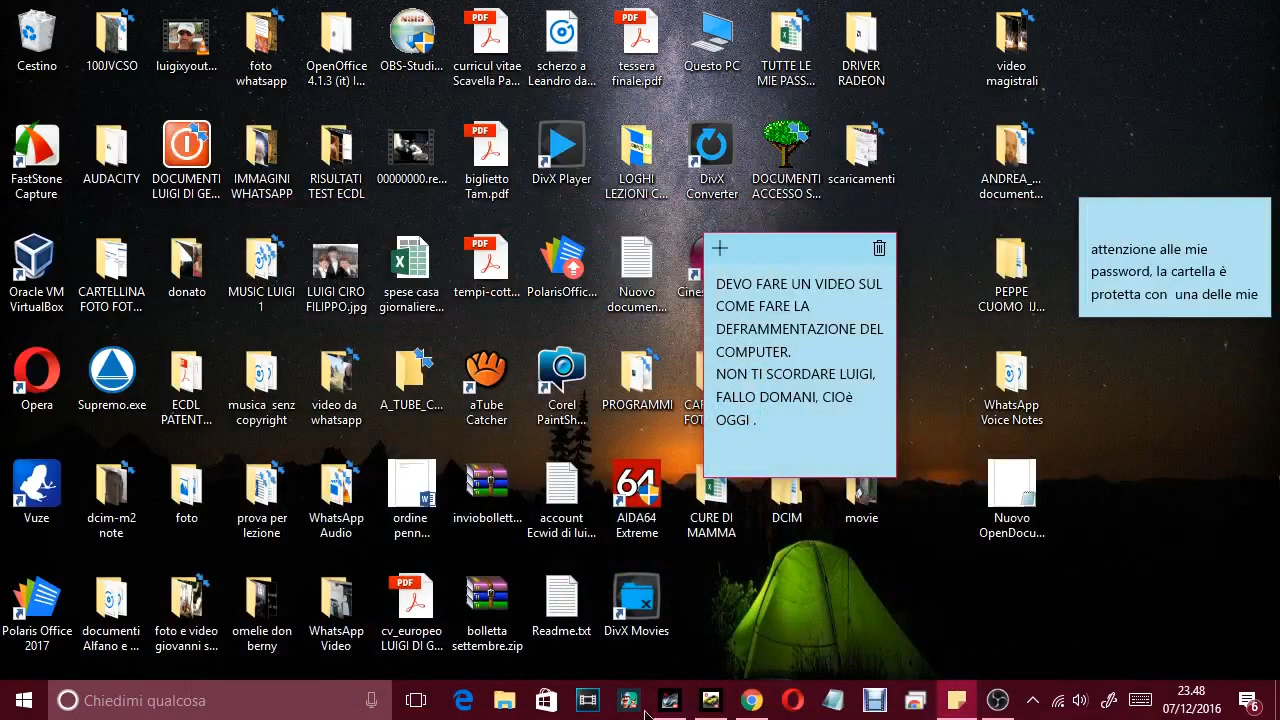 Cestino
100JVCSO
luigixyout...
foto
whatsapp
OpenOffice
4.1.3 (it) I...
OBS-Studi...
curricul vitae
Scavella Pa...
scherzo a
Leandro da...
tessera
finale.pdf
Questo PC
TUTTE LE
MIE PASS...
DRIVER
RADEON
video
magistrali
FastStone
Capture
AUDACITY
DOCUMENTI
LUIGI DI GE...
IMMAGINI
WHATSAPP
RISULTATI
TEST ECDL
00000000.re...
biglietto
Tam.pdf
DivX Player
LOGHI
LEZIONI C...
DivX
Converter
DOCUMENTI
ACCESSO S...
scaricamenti
ANDREA_...
document...
Oracle VM
VirtualBox
CARTELLINA
FOTO FOT...
donato
MUSIC LUIGI
1
LUIGI CIRO
FILIPPO.jpg
spese casa
giornaliere...
tempi-cott...
PolarisOffic...
Nuovo
documen...
PEPPE
CUOMO IJ...
DEVO FARE UN VIDEO SUL
COME FARE LA
DEFRAMMENTAZIONE DEL
COMPUTER.
NON TI SCORDARE LUIGI,
FALLO DOMANI, CIOè
OGGI .
attenzione alle mie
password, la cartella è
protetta con una delle mie
Opera
Supremo.exe
ECDL
PATENT...
musica senz
copyright
video da
whatsapp
A_TUBE_C...
aTube
Catcher
Corel
PaintSh...
PROGRAMMI
WhatsApp
Voice Notes
Vuze
dcim-m2
note
foto
prova per
lezione
WhatsApp
Audio
ordine
penn...
inviobollett...
account
Ecwid di lui...
64
AIDA64
Extreme
CURE DI
MAMMA
DCIM
movie
Nuovo
OpenDocu...
Polaris Office
2017
documenti
Alfano e ...
foto e video
giovanni s...
omelie don
berny
WhatsApp
Video
cv_europeo
LUIGI DI G...
bolletta
settembre.zip
Readme.txt
DivX Movies
Chiedimi qualcosa
23.48
07/12/2016
6